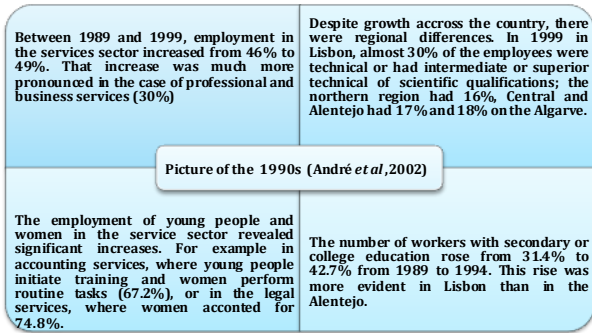 Between 1989 and 1999, employment in
the services sector increased from 46% to
49%. That increase was much more
pronounced in the case of professional and
business services (30%)
Despite growth accross the country, there
were regional differences. In 1999 in
Lisbon, almost 30% of the employees were
technical or had intermediate or superior
technical of scientific qualifications; the
northern region had 16%, Central and
Alentejo had 17% and 18% on the Algarve.
Picture of the 1990s (André et al,2002)
The employment of young people and
women in the service sector revealed
significant increases. For example in
accounting services, where young people
initiate training and women perform
routine tasks (67.2%), or in the legal
services, where women acconted for
74.8%.
The number of workers with secondary or
college education rose from 31.4% to
42.7% from 1989 to 1994. This rise was
more evident in Lisbon than in the
Alentejo.